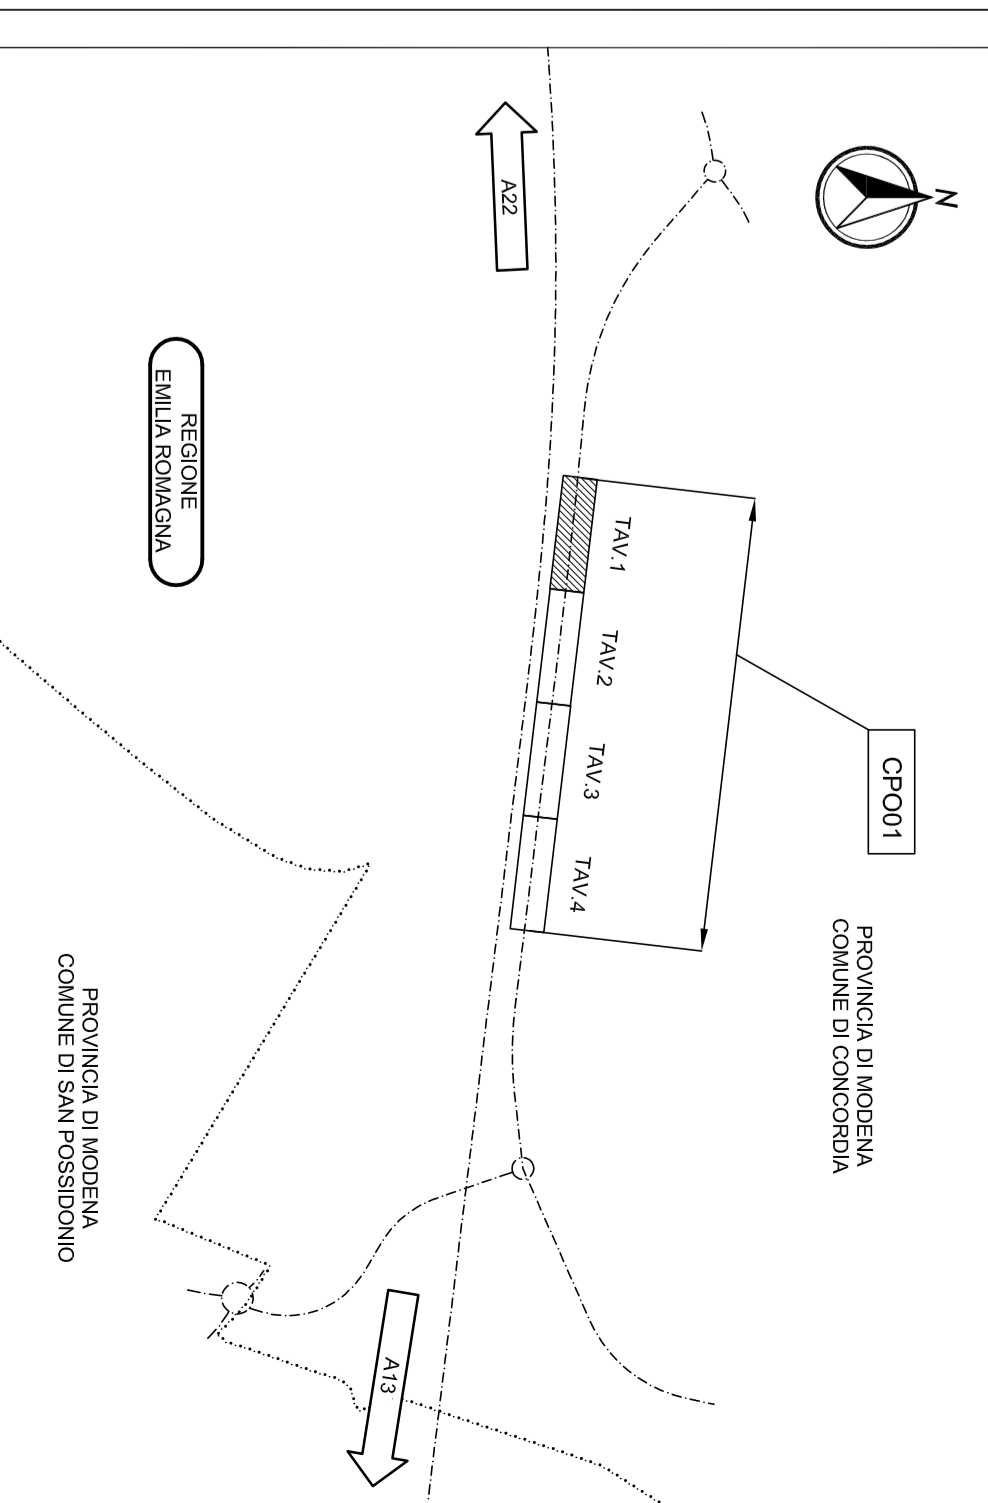 N
A22
REGIONE
EMILIA ROMAGNA
TAV.1
TAV.2
TAV.3
TAV.4
CPO01
PROVINCIA DI MODENA
COMUNE DI CONCORDIA
PROVINCIA DI MODENA
COMUNE DI SAN POSSIDONIO
A13